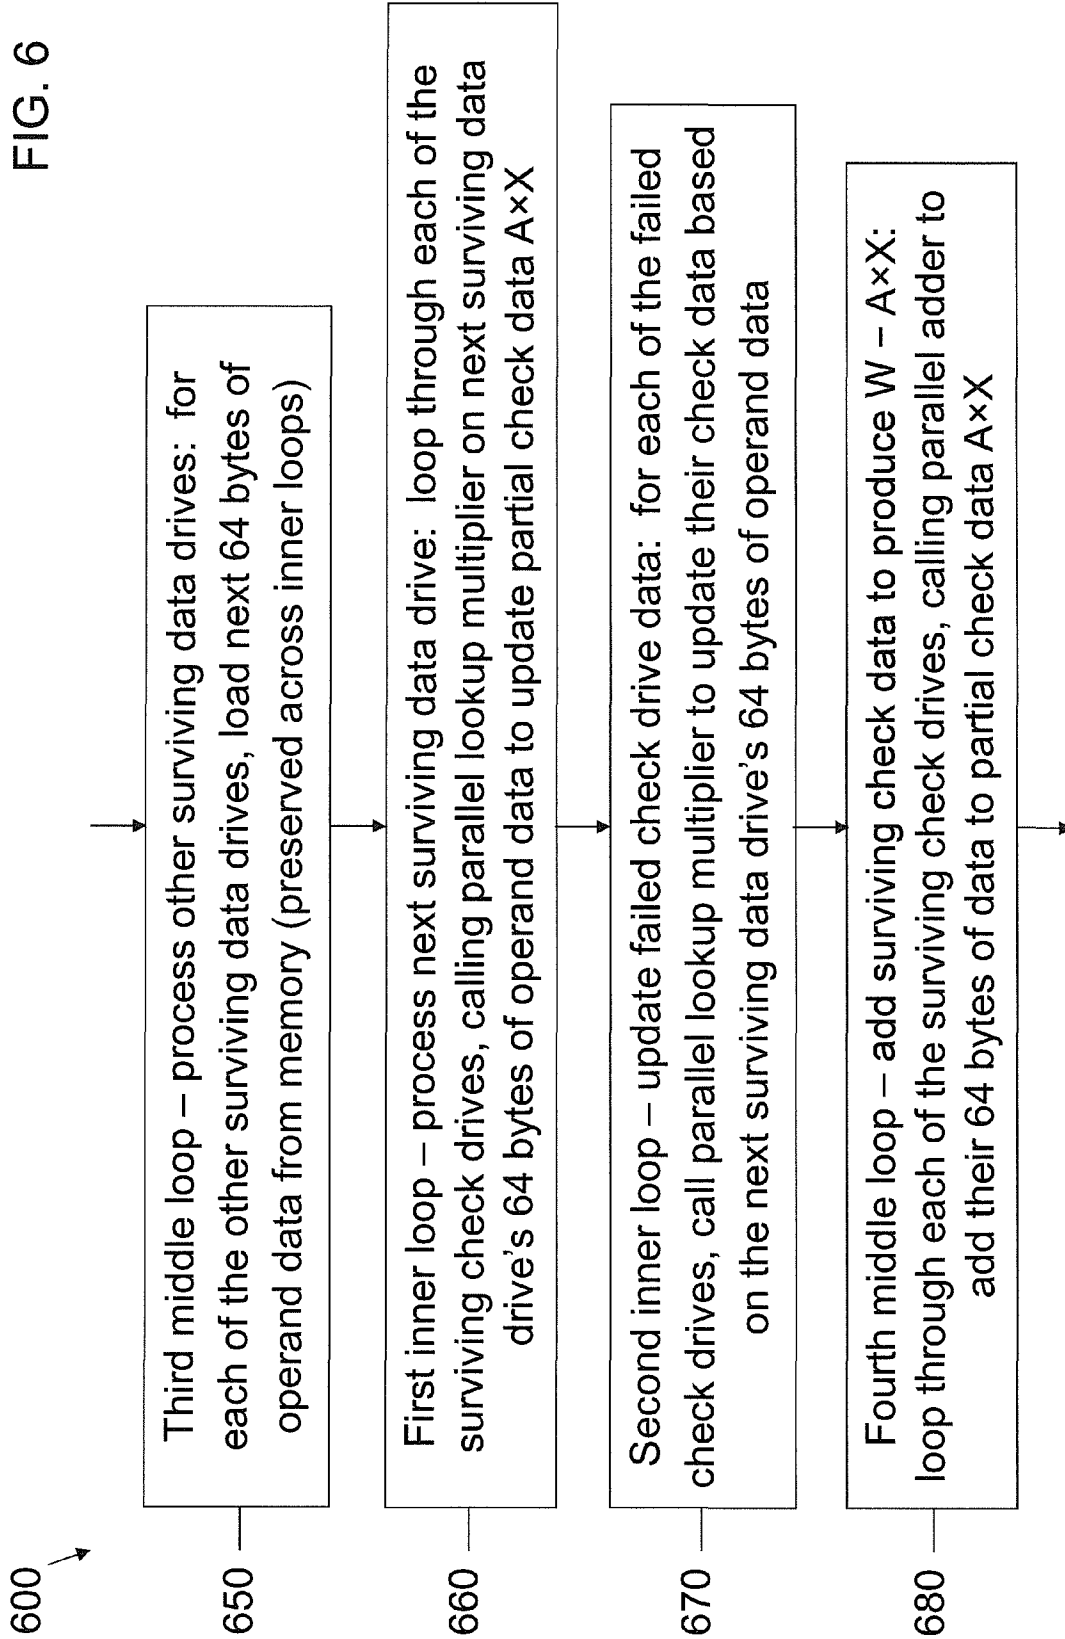 FIG. 6
600
650
Third middle loop – process other surviving data drives: for
each of the other surviving data drives, load next 64 bytes of
operand data from memory (preserved across inner loops)
660
First inner loop – process next surviving data drive: loop through each of the
surviving check drives, calling parallel lookup multiplier on next surviving data
drive's 64 bytes of operand data to update partial check data A×X
670
Second inner loop – update failed check drive data: for each of the failed
check drives, call parallel lookup multiplier to update their check data based
on the next surviving data drive's 64 bytes of operand data
680
Fourth middle loop – add surviving check data to produce W – A×X:
loop through each of the surviving check drives, calling parallel adder to
add their 64 bytes of data to partial check data A×X